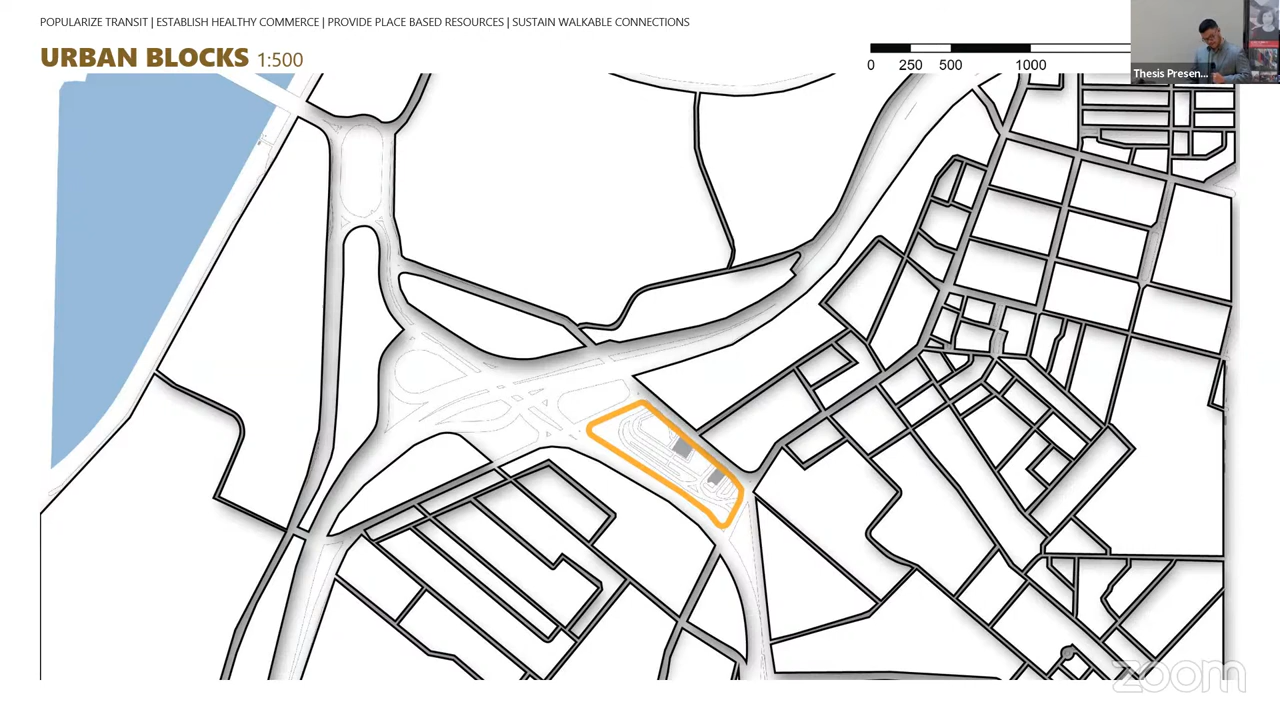 POPULARIZE TRANSIT | ESTABLISH HEALTHY COMMERCE | PROVIDE PLACE BASED RESOURCES | SUSTAIN WALKABLE CONNECTIONS
URBAN BLOCKS 1:500
0 250 500 1000
Thesis Presen...
zoom